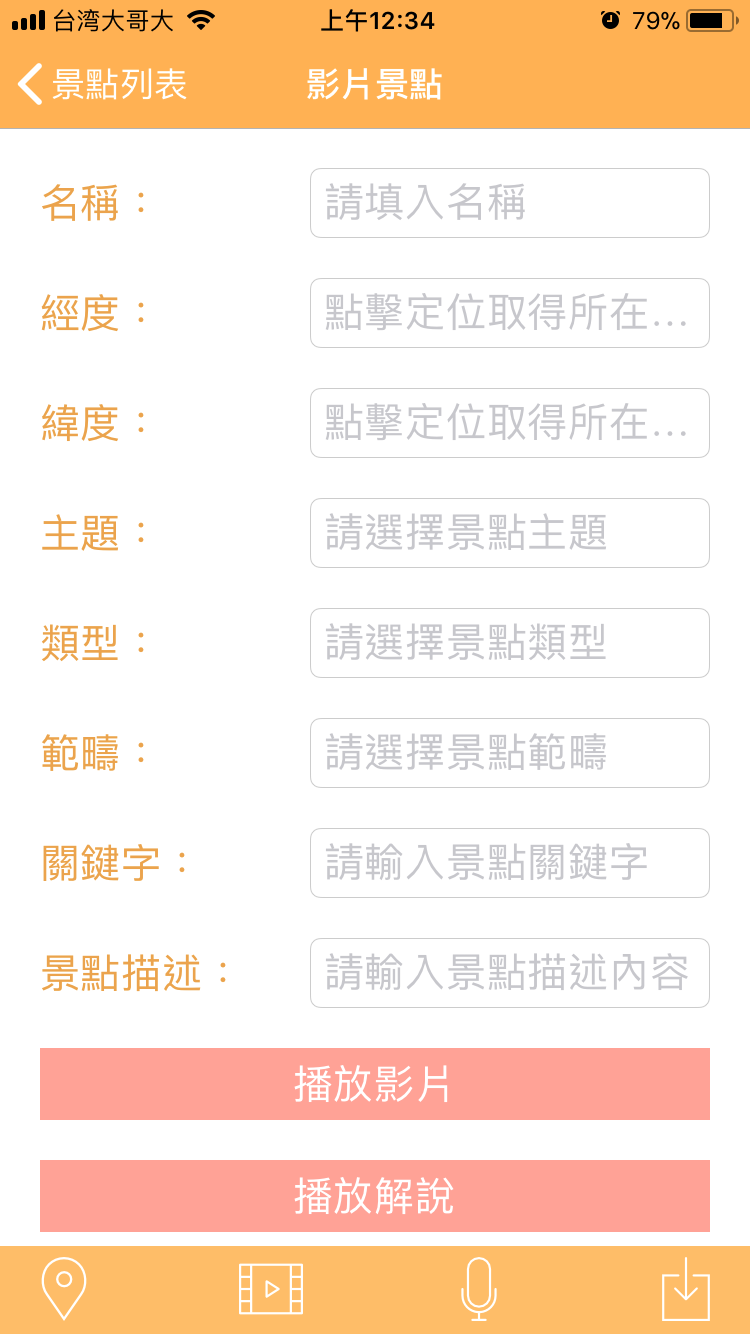 台湾大哥大 上午12:34 79%
景點列表 影片景點
名稱： 請填入名稱
經度： 點擊定位取得所在...
緯度： 點擊定位取得所在...
主題： 請選擇景點主題
類型： 請選擇景點類型
範疇： 請選擇景點範疇
關鍵字： 請輸入景點關鍵字
景點描述： 請輸入景點描述內容
播放影片
播放解說